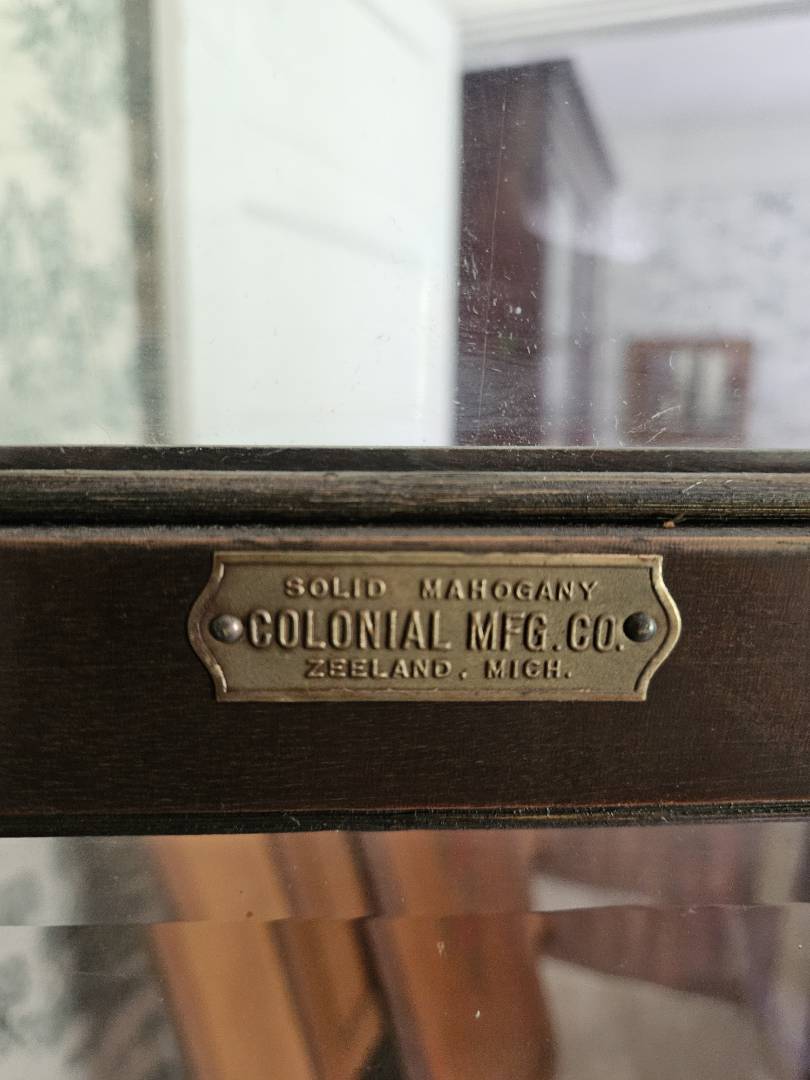 SOLID MAHOGANY
COLONIAL MFG. CO.
ZEELAND, MICH.